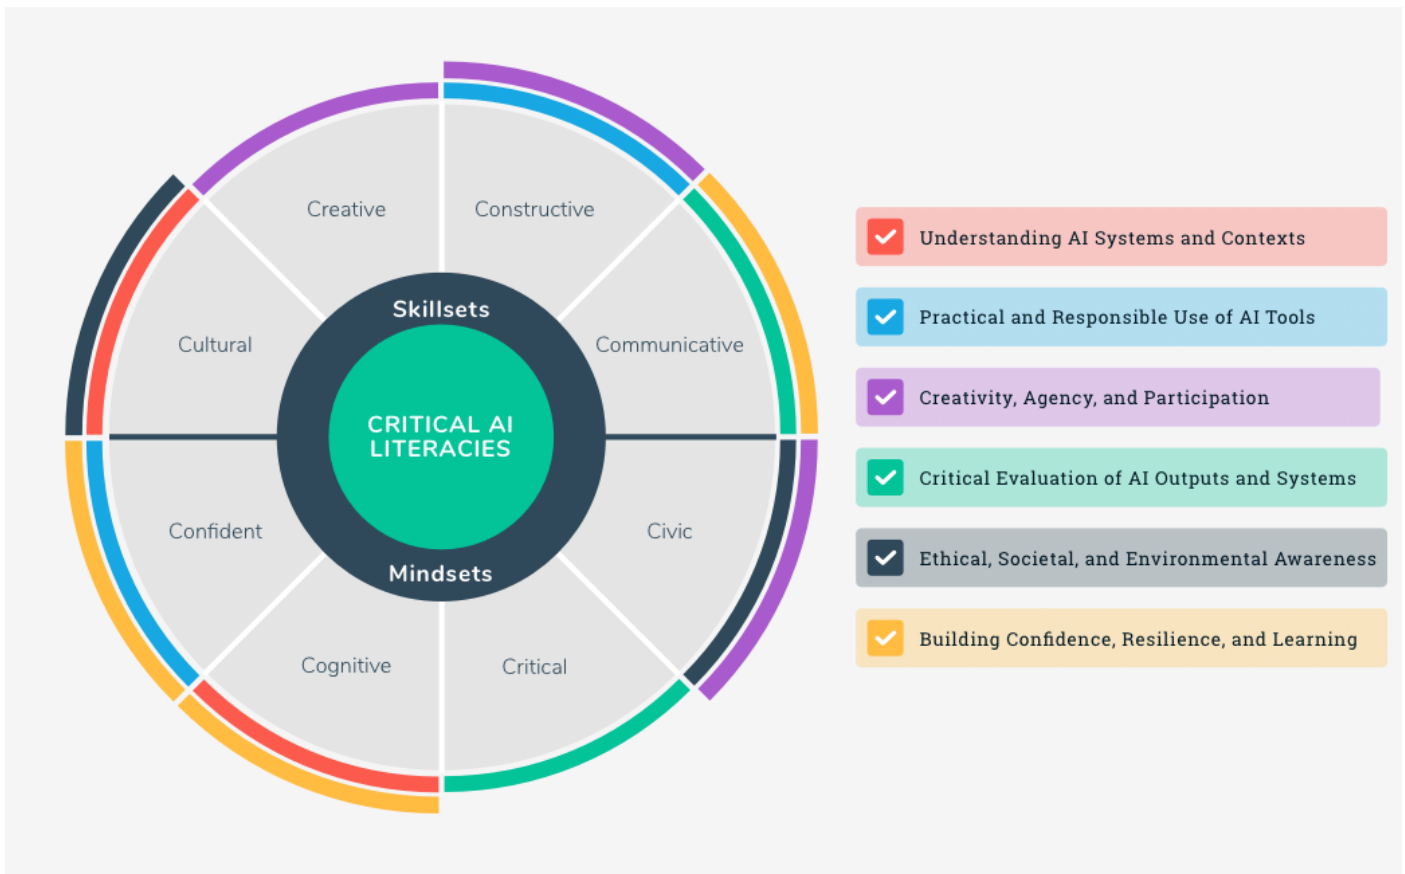 Creative
Constructive
Cultural
Skillsets
Communicative
CRITICAL AI
LITERACIES
Confident
Mindsets
Civic
Cognitive
Critical
Understanding AI Systems and Contexts
Practical and Responsible Use of AI Tools
Creativity, Agency, and Participation
Critical Evaluation of AI Outputs and Systems
Ethical, Societal, and Environmental Awareness
Building Confidence, Resilience, and Learning